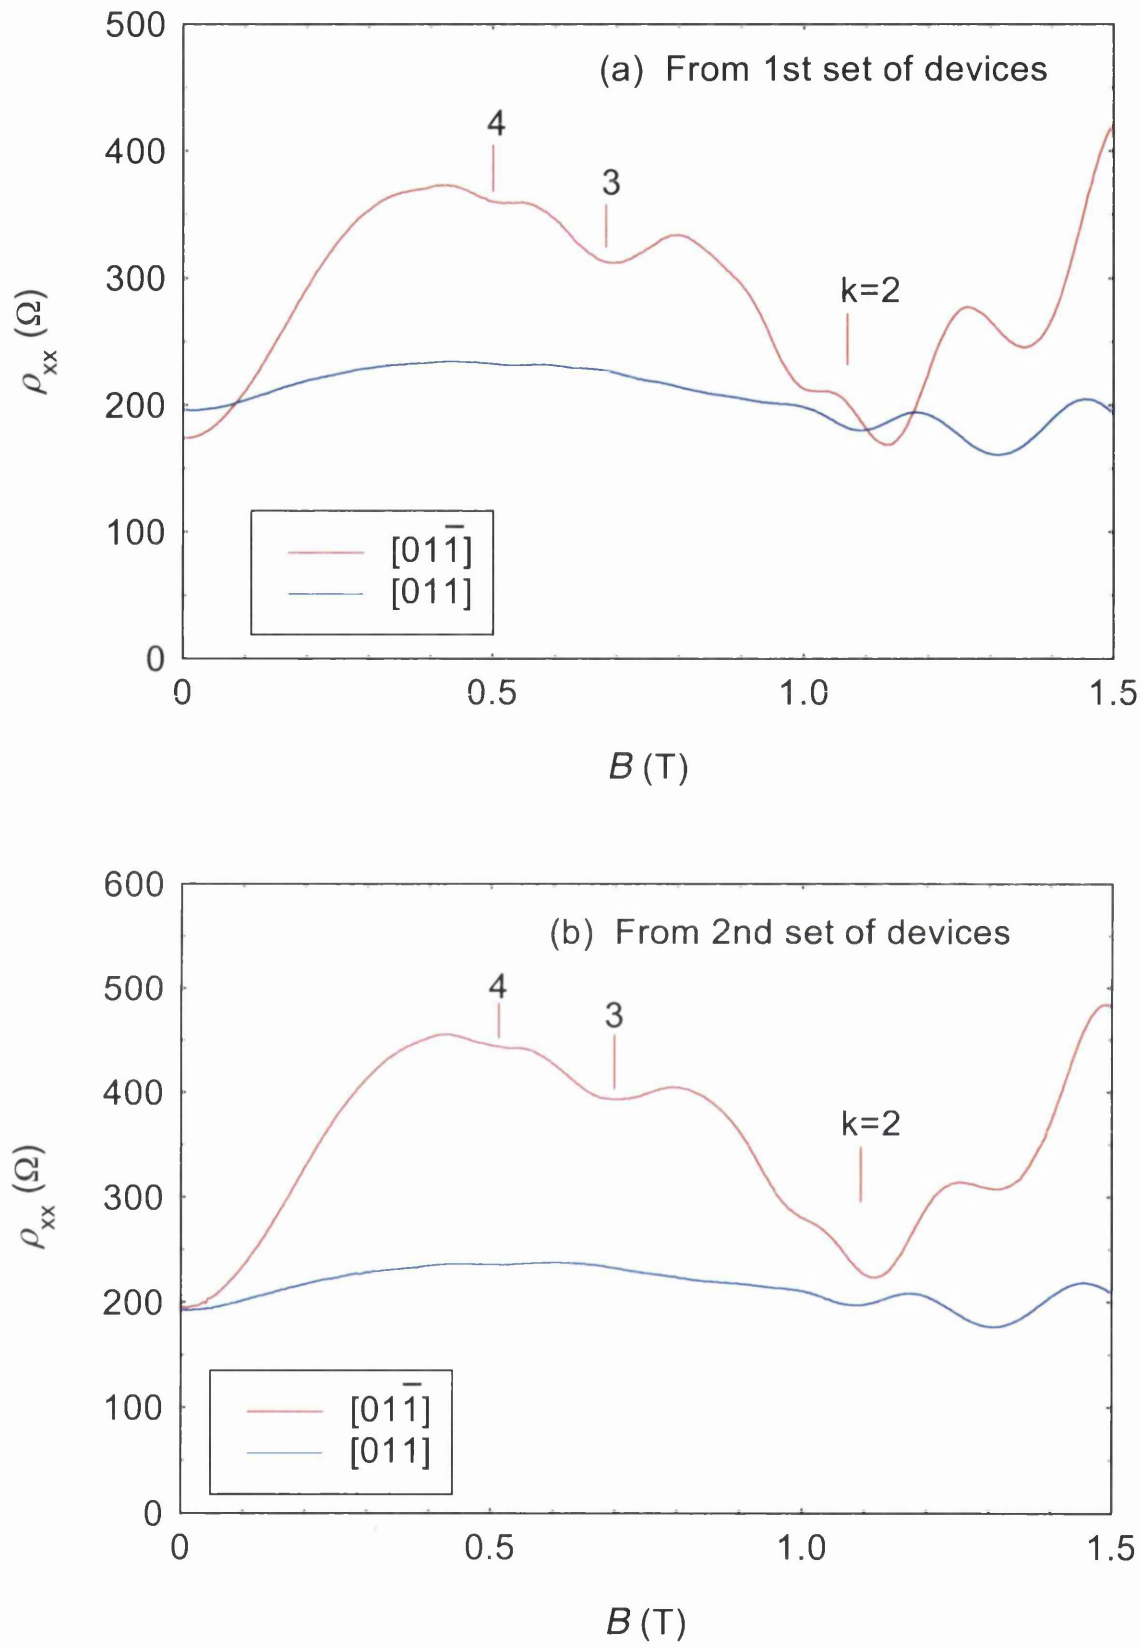 500
(a) From 1st set of devices
4
400
3
300
k=2
ρxx (Ω)
200
100
[011̅]
[011]
0
0 0.5 1.0 1.5
B (T)
600
(b) From 2nd set of devices
500
4
3
400
k=2
300
ρxx (Ω)
200
100
[011̅]
[011]
0
0 0.5 1.0 1.5
B (T)